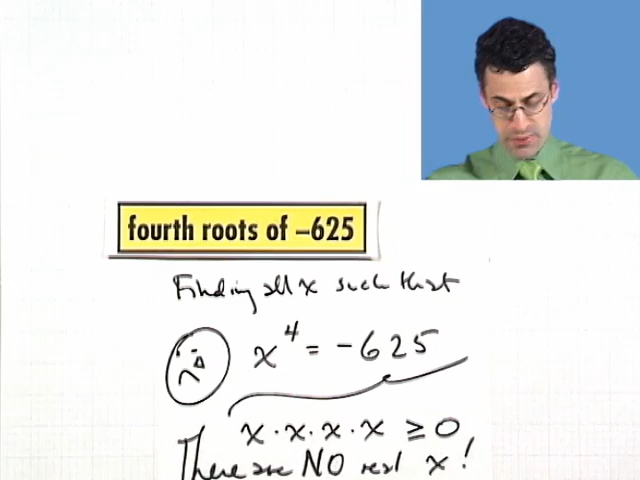 fourth roots of –625
Finding all x such that
x⁴ = -625
x · x · x · x ≥ 0
There are NO real x!